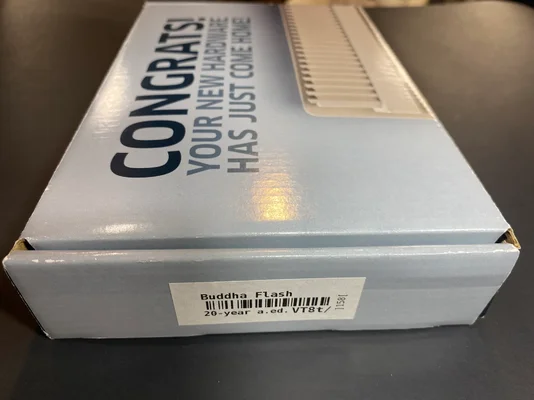 CONGRATS!
YOUR NEW HARDWARE
HAS JUST COME HOME!
Buddha Flash
20-year a.ed. VT8t/